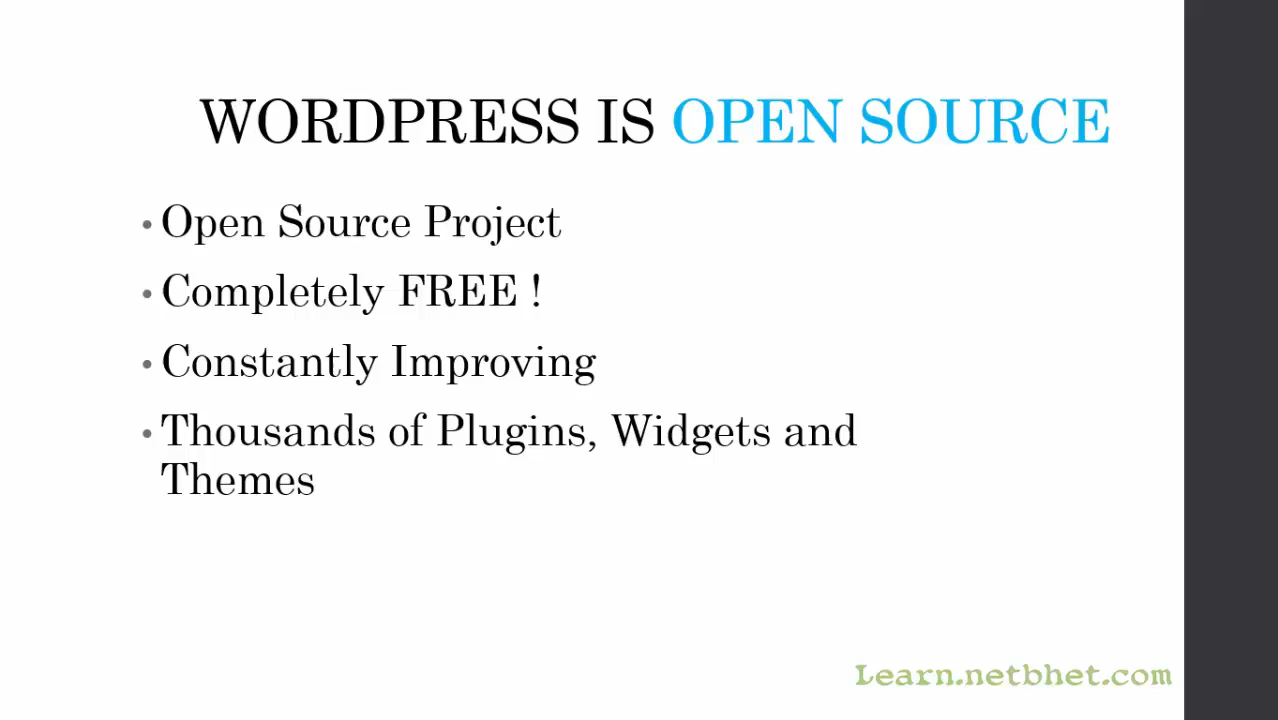 WORDPRESS IS OPEN SOURCE
• Open Source Project
• Completely FREE !
• Constantly Improving
• Thousands of Plugins, Widgets and
Themes
Learn.netbhet.com